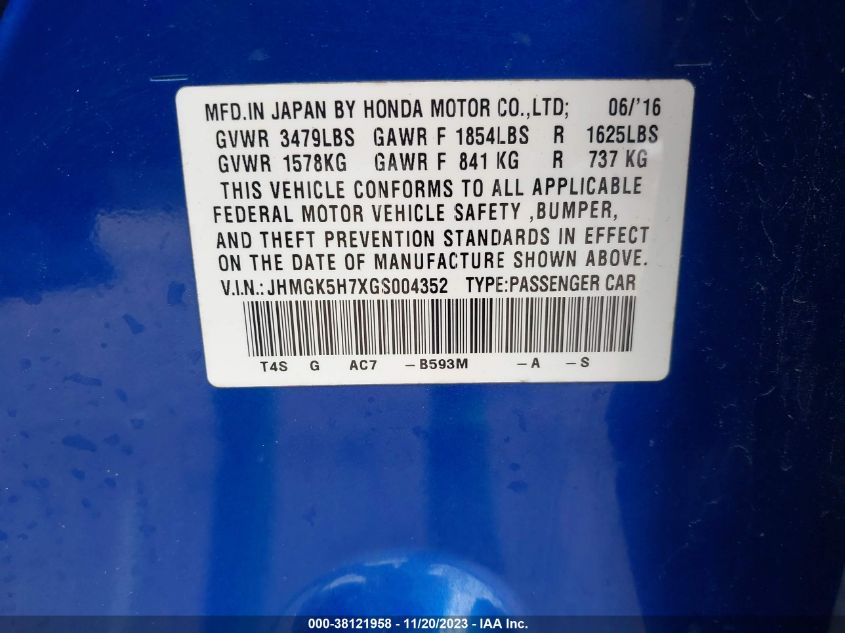 MFD.IN JAPAN BY HONDA MOTOR CO.,LTD; 06/'16
GVWR 3479LBS GAWR F 1854LBS R 1625LBS
GVWR 1578KG GAWR F 841 KG R 737 KG
THIS VEHICLE CONFORMS TO ALL APPLICABLE
FEDERAL MOTOR VEHICLE SAFETY ,BUMPER,
AND THEFT PREVENTION STANDARDS IN EFFECT
ON THE DATE OF MANUFACTURE SHOWN ABOVE.
V.I.N.:JHMGK5H7XGS004352 TYPE:PASSENGER CAR
T4S G AC7 -B593M -A -S
000-38121958 - 11/20/2023 - IAA Inc.